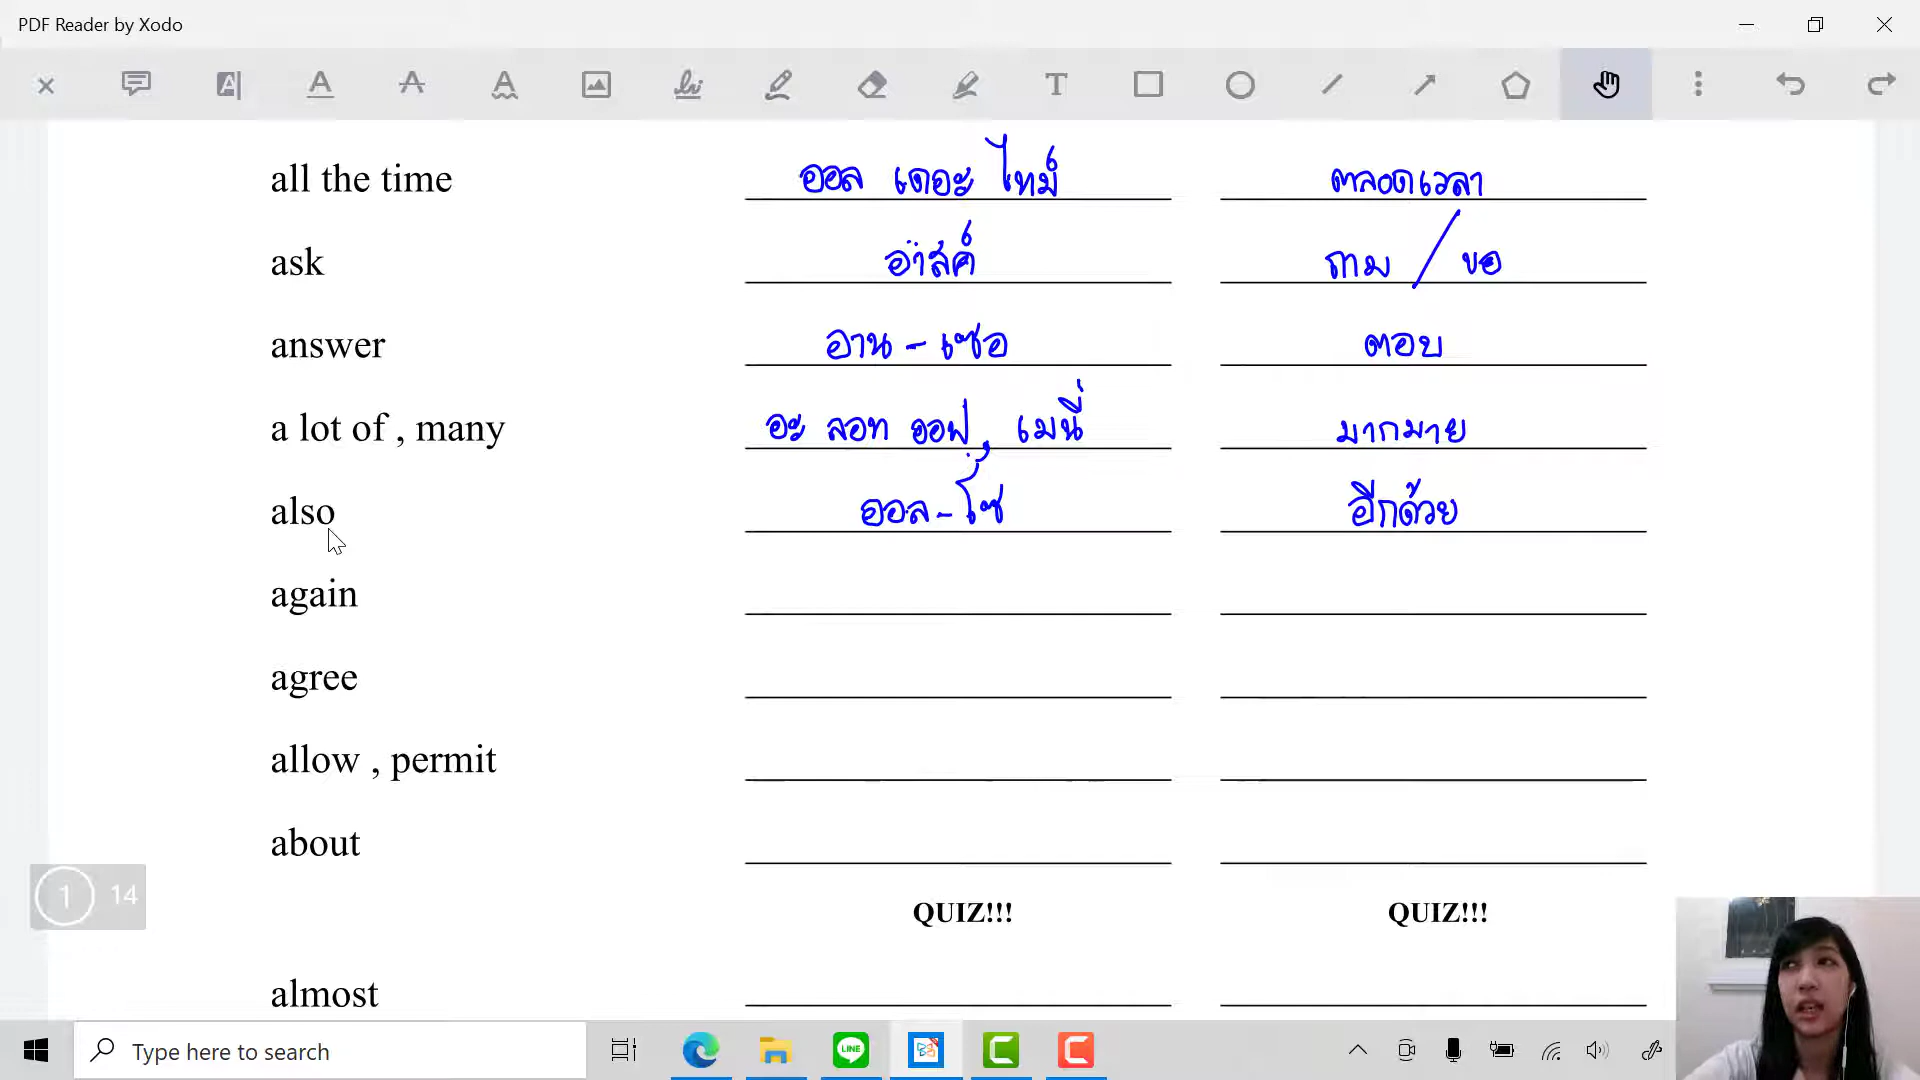 PDF Reader by Xodo
all the time ออล เดอะ ไทม์ ตลอดเวลา
ask อ่าสค์ ถาม / ขอ
answer อาน - เซอ ตอบ
a lot of , many อะ ลอท ออฟ , เมนี่ มากมาย
also ออล - โซ่ อีกด้วย
again
agree
allow , permit
about
1 14
QUIZ!!! QUIZ!!!
almost
Type here to search
LINE